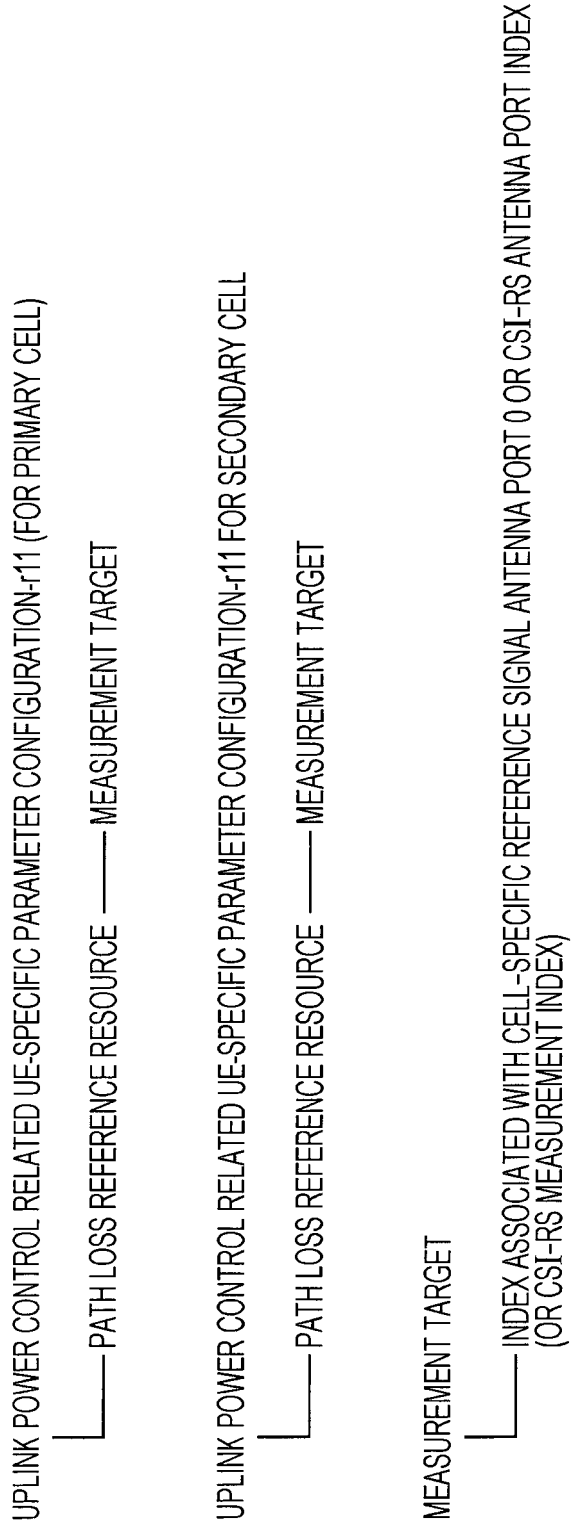 UPLINK POWER CONTROL RELATED UE-SPECIFIC PARAMETER CONFIGURATION-r11 (FOR PRIMARY CELL)
PATH LOSS REFERENCE RESOURCE MEASUREMENT TARGET
UPLINK POWER CONTROL RELATED UE-SPECIFIC PARAMETER CONFIGURATION-r11 FOR SECONDARY CELL
PATH LOSS REFERENCE RESOURCE MEASUREMENT TARGET
MEASUREMENT TARGET
INDEX ASSOCIATED WITH CELL-SPECIFIC REFERENCE SIGNAL ANTENNA PORT 0 OR CSI-RS ANTENNA PORT INDEX
(OR CSI-RS MEASUREMENT INDEX)